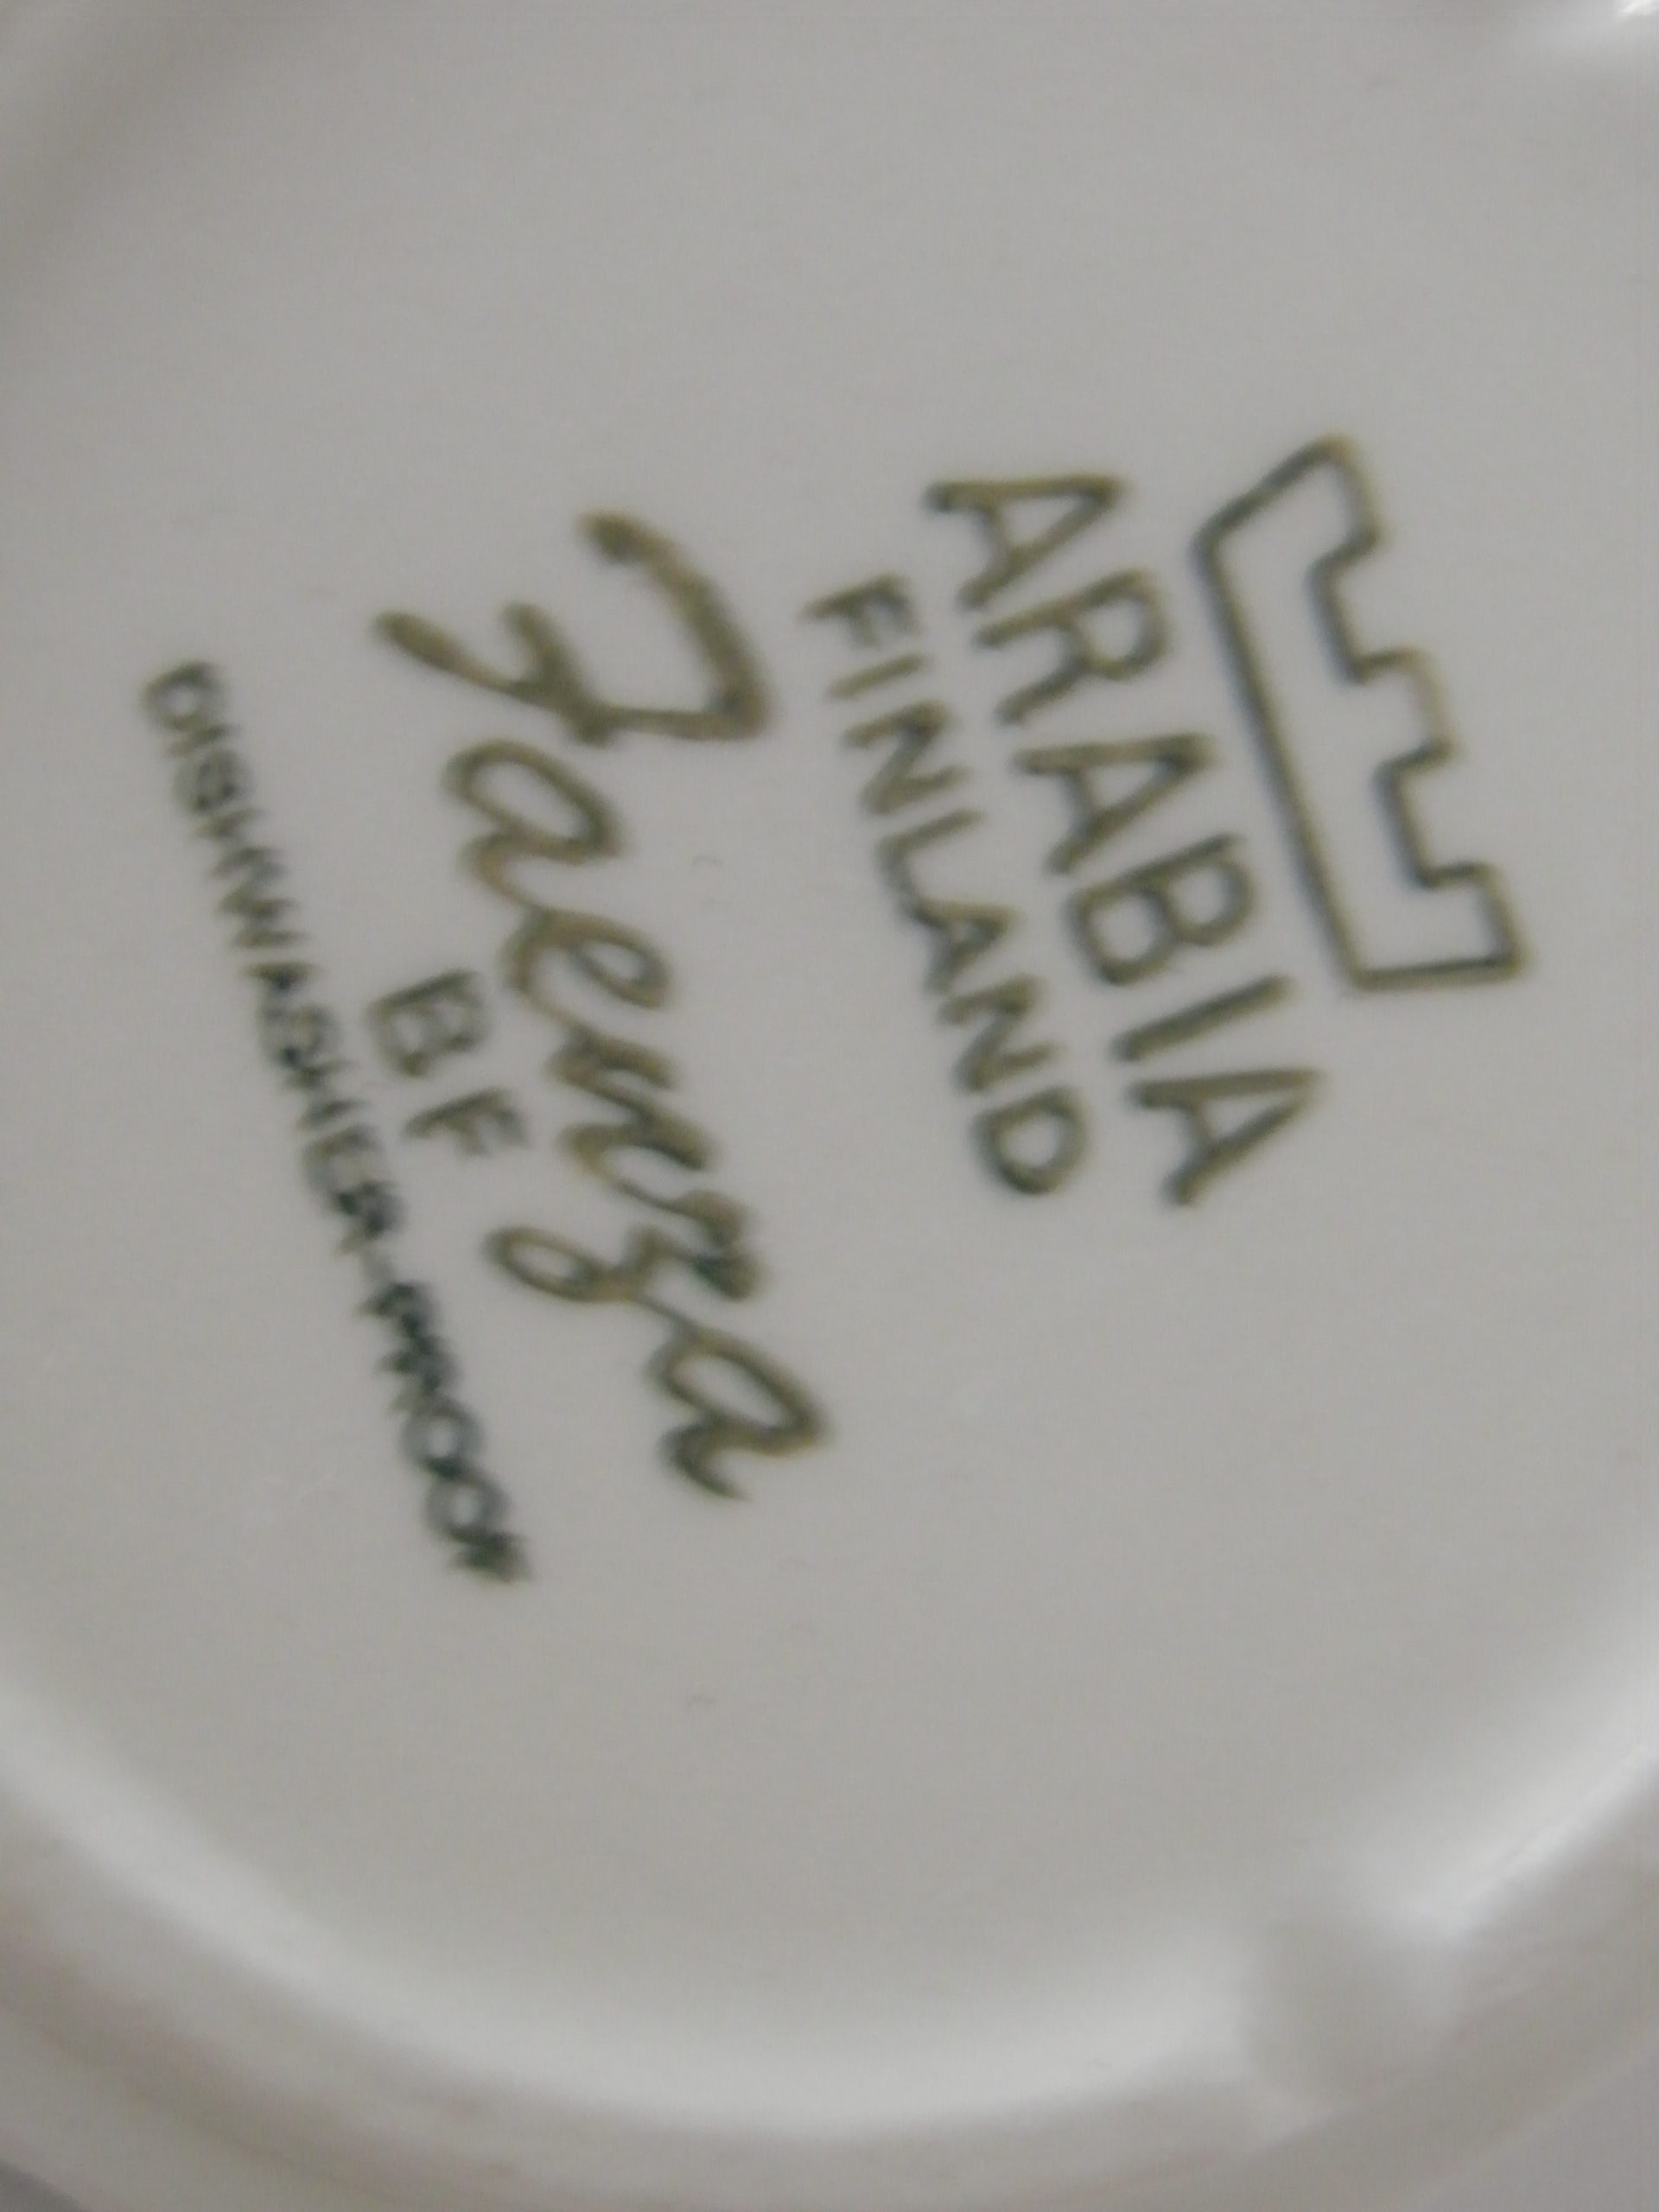 ARABIA
FINLAND
Faenza
BF
DISHWASHER-PROOF